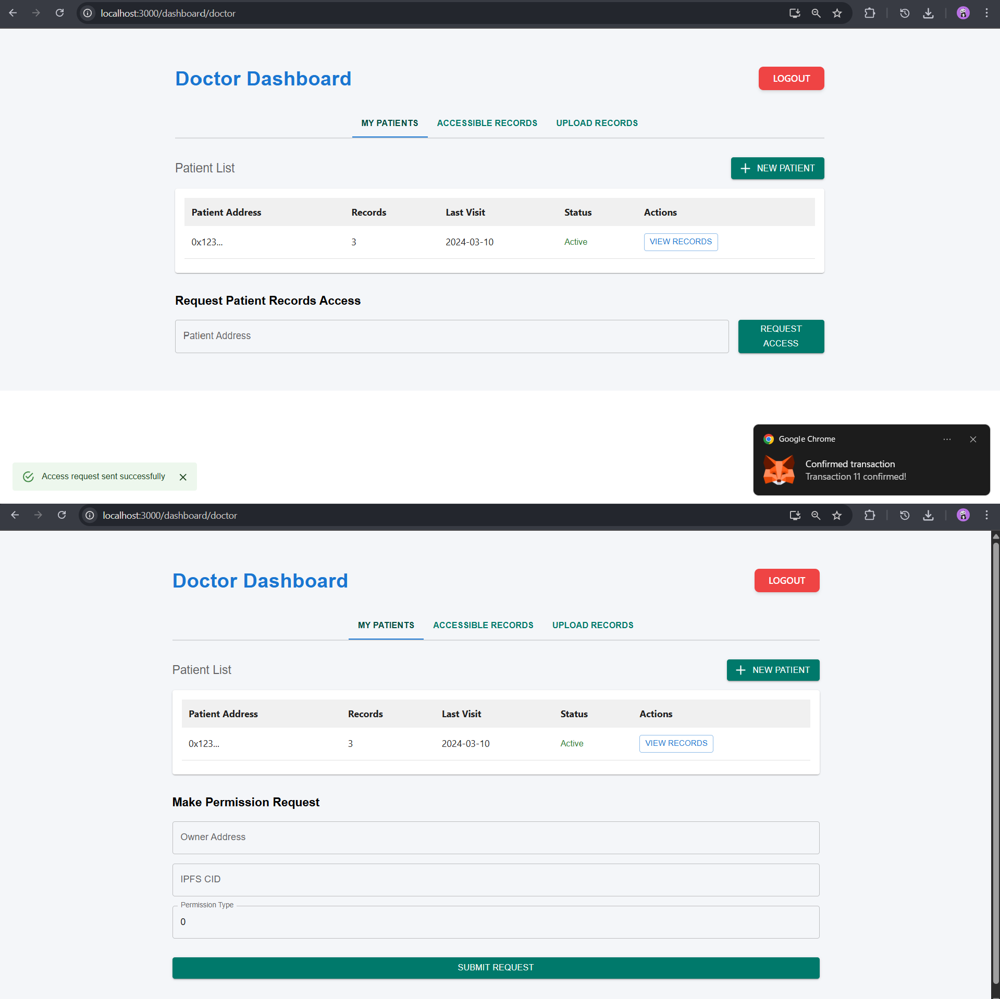 localhost:3000/dashboard/doctor
Doctor Dashboard
LOGOUT
MY PATIENTS ACCESSIBLE RECORDS UPLOAD RECORDS
Patient List
NEW PATIENT
Patient Address Records Last Visit Status Actions
0x123... 3 2024-03-10 Active VIEW RECORDS
Request Patient Records Access
Patient Address
REQUEST
ACCESS
Google Chrome
Confirmed transaction
Transaction 11 confirmed!
Access request sent successfully
localhost:3000/dashboard/doctor
Doctor Dashboard
LOGOUT
MY PATIENTS ACCESSIBLE RECORDS UPLOAD RECORDS
Patient List
NEW PATIENT
Patient Address Records Last Visit Status Actions
0x123... 3 2024-03-10 Active VIEW RECORDS
Make Permission Request
Owner Address
IPFS CID
Permission Type
0
SUBMIT REQUEST